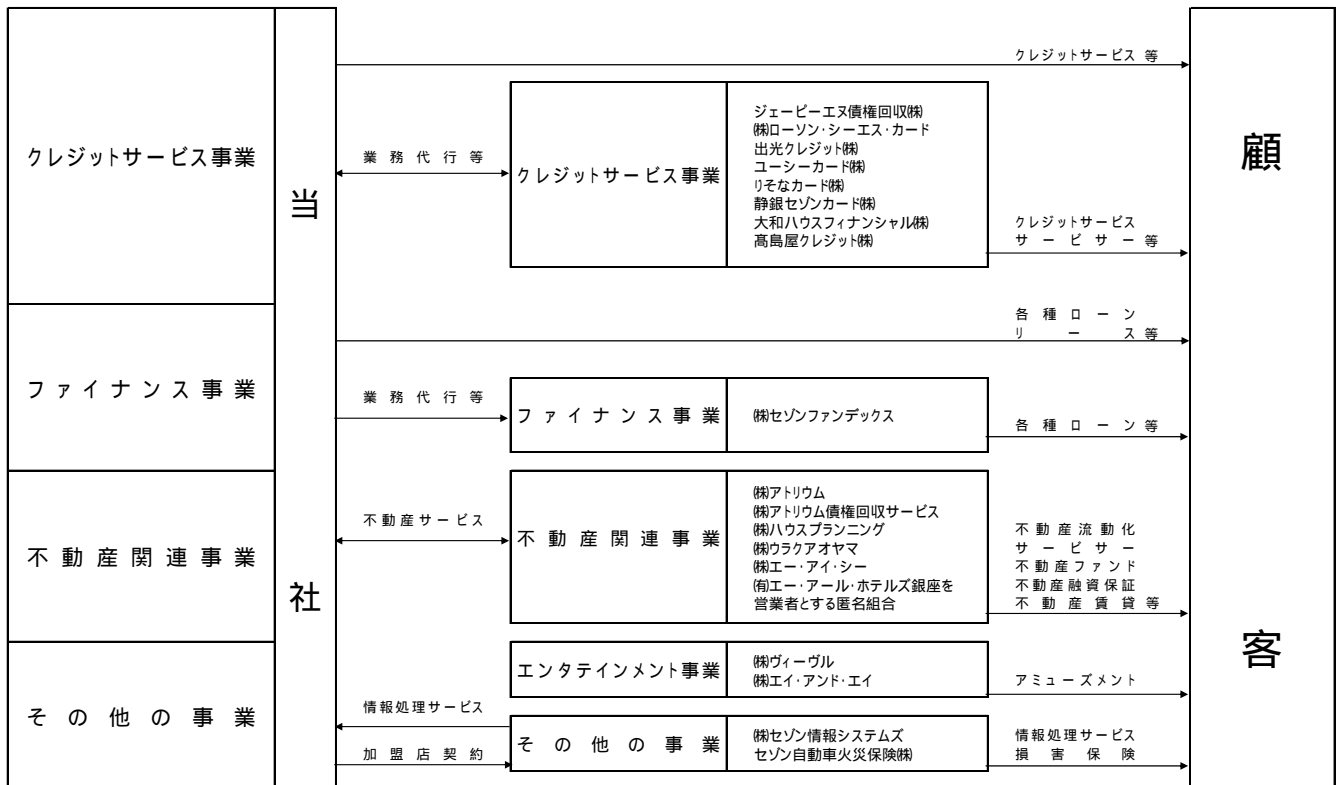 クレジットサービス事業
ファイナンス事業
不動産関連事業
その他の事業
当
社
クレジットサービス等
業務代行等
クレジットサービス事業
ジェーピーエヌ債権回収㈱
㈱ローソン・シーエス・カード
出光クレジット㈱
ユーシーカード㈱
りそなカード㈱
静銀セゾンカード㈱
大和ハウスフィナンシャル㈱
髙島屋クレジット㈱
クレジットサービス
サービサー等
各種ローン
リース等
業務代行等
ファイナンス事業
㈱セゾンファンデックス
各種ローン等
不動産サービス
不動産関連事業
㈱アトリウム
㈱アトリウム債権回収サービス
㈱ハウスプランニング
㈱ウラクアオヤマ
㈱エー・アイ・シー
㈲エー・アール・ホテルズ銀座を
営業者とする匿名組合
不動産流動化
サービサー
不動産ファンド
不動産融資保証
不動産賃貸等
エンタテインメント事業
㈱ヴィーヴル
㈱エイ・アンド・エイ
アミューズメント
情報処理サービス
加盟店契約
その他の事業
㈱セゾン情報システムズ
セゾン自動車火災保険㈱
情報処理サービス
損害保険
顧
客